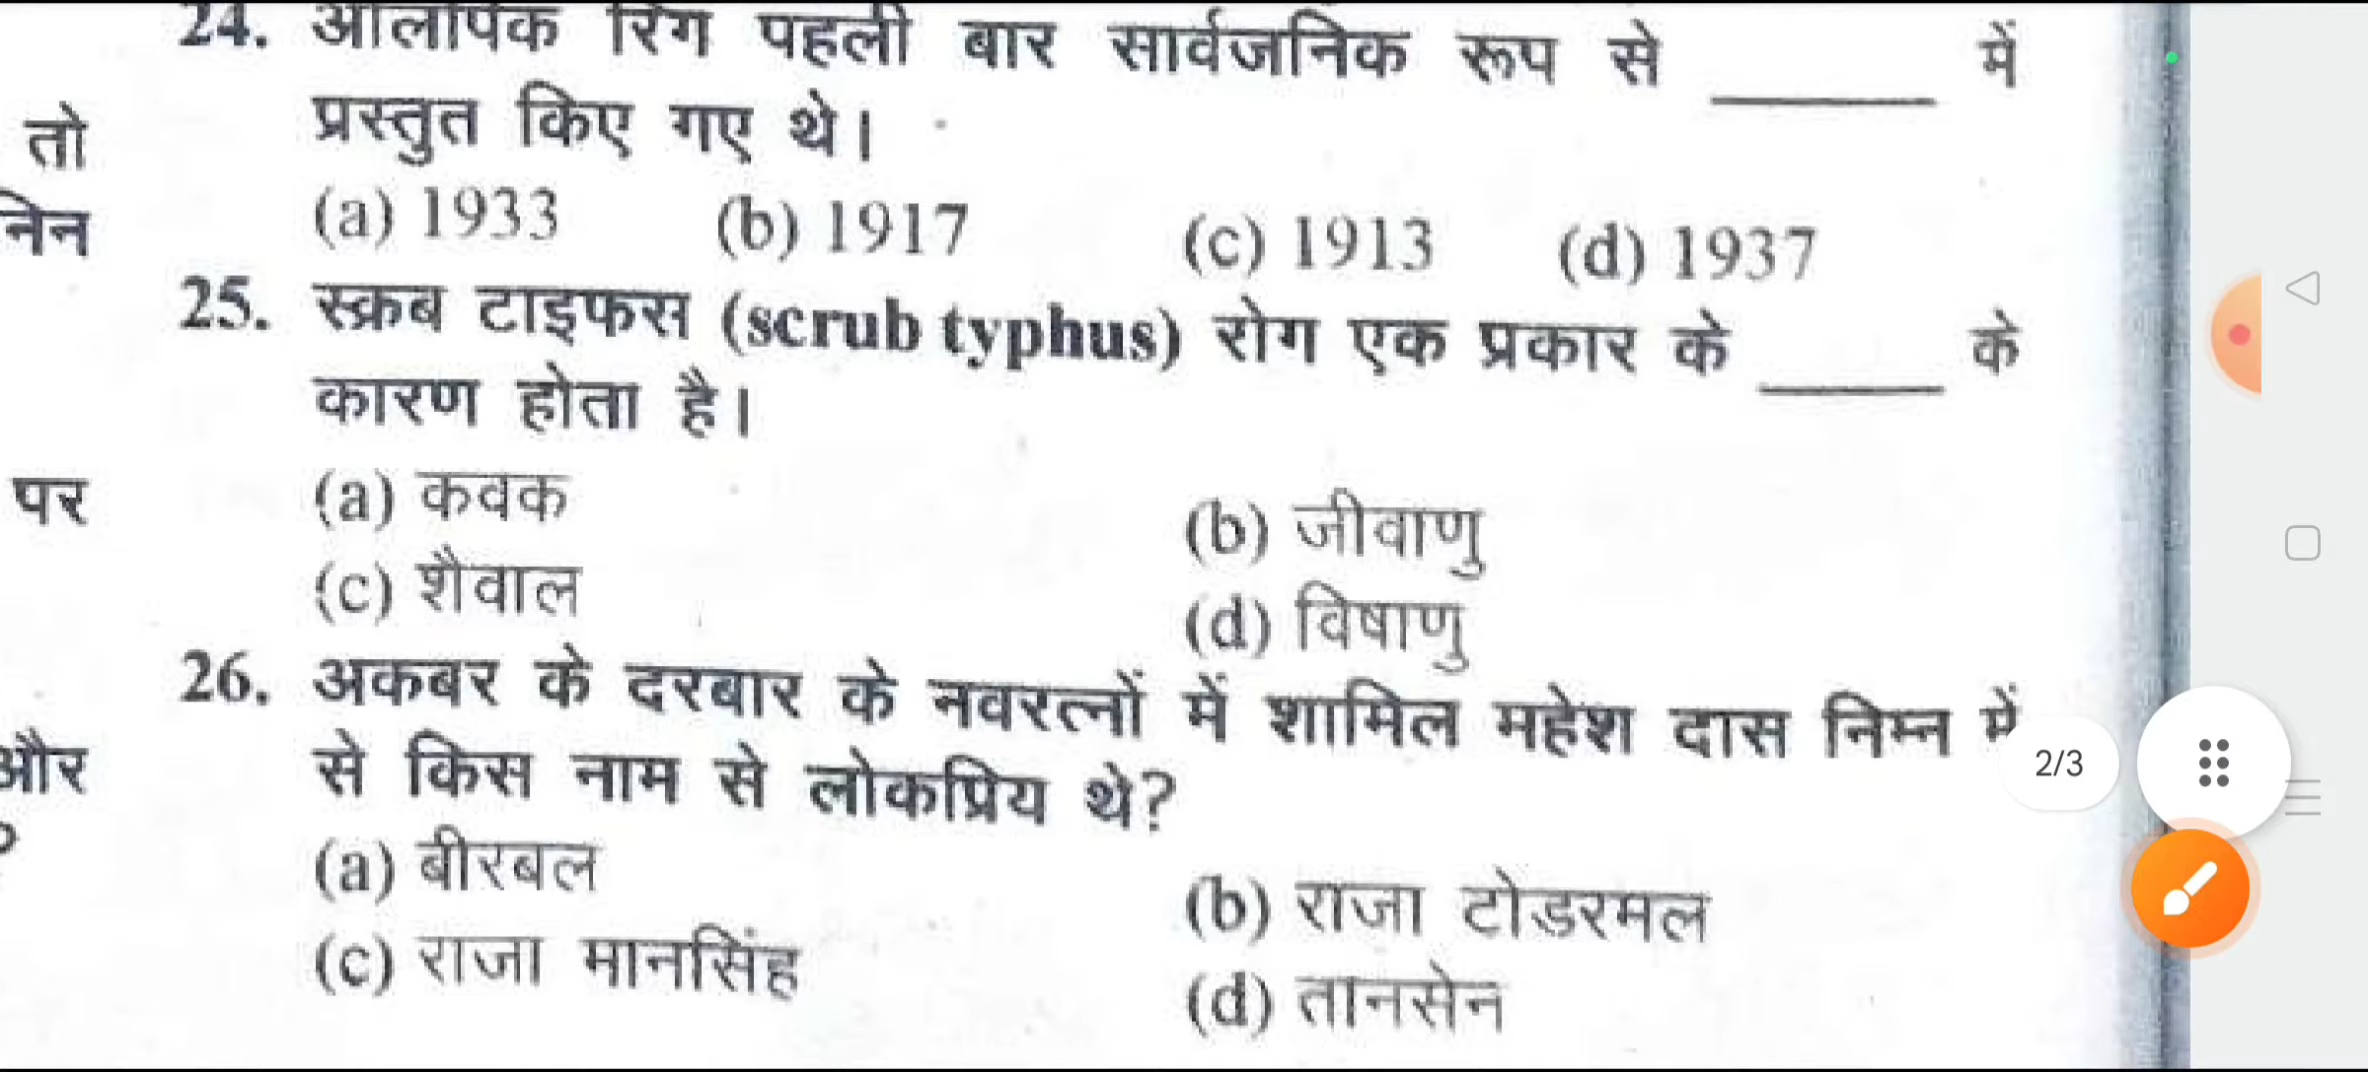 24. ओलंपिक रिंग पहली बार सार्वजनिक रूप से ______ में
प्रस्तुत किए गए थे।
(a) 1933 (b) 1917 (c) 1913 (d) 1937
25. स्क्रब टाइफस (scrub typhus) रोग एक प्रकार के ______ के
कारण होता है।
(a) कवक (b) जीवाणु
(c) शैवाल (d) विषाणु
26. अकबर के दरबार के नवरत्नों में शामिल महेश दास निम्न में
से किस नाम से लोकप्रिय थे?
(a) बीरबल (b) राजा टोडरमल
(c) राजा मानसिंह (d) तानसेन
तो
पर
और
2/3